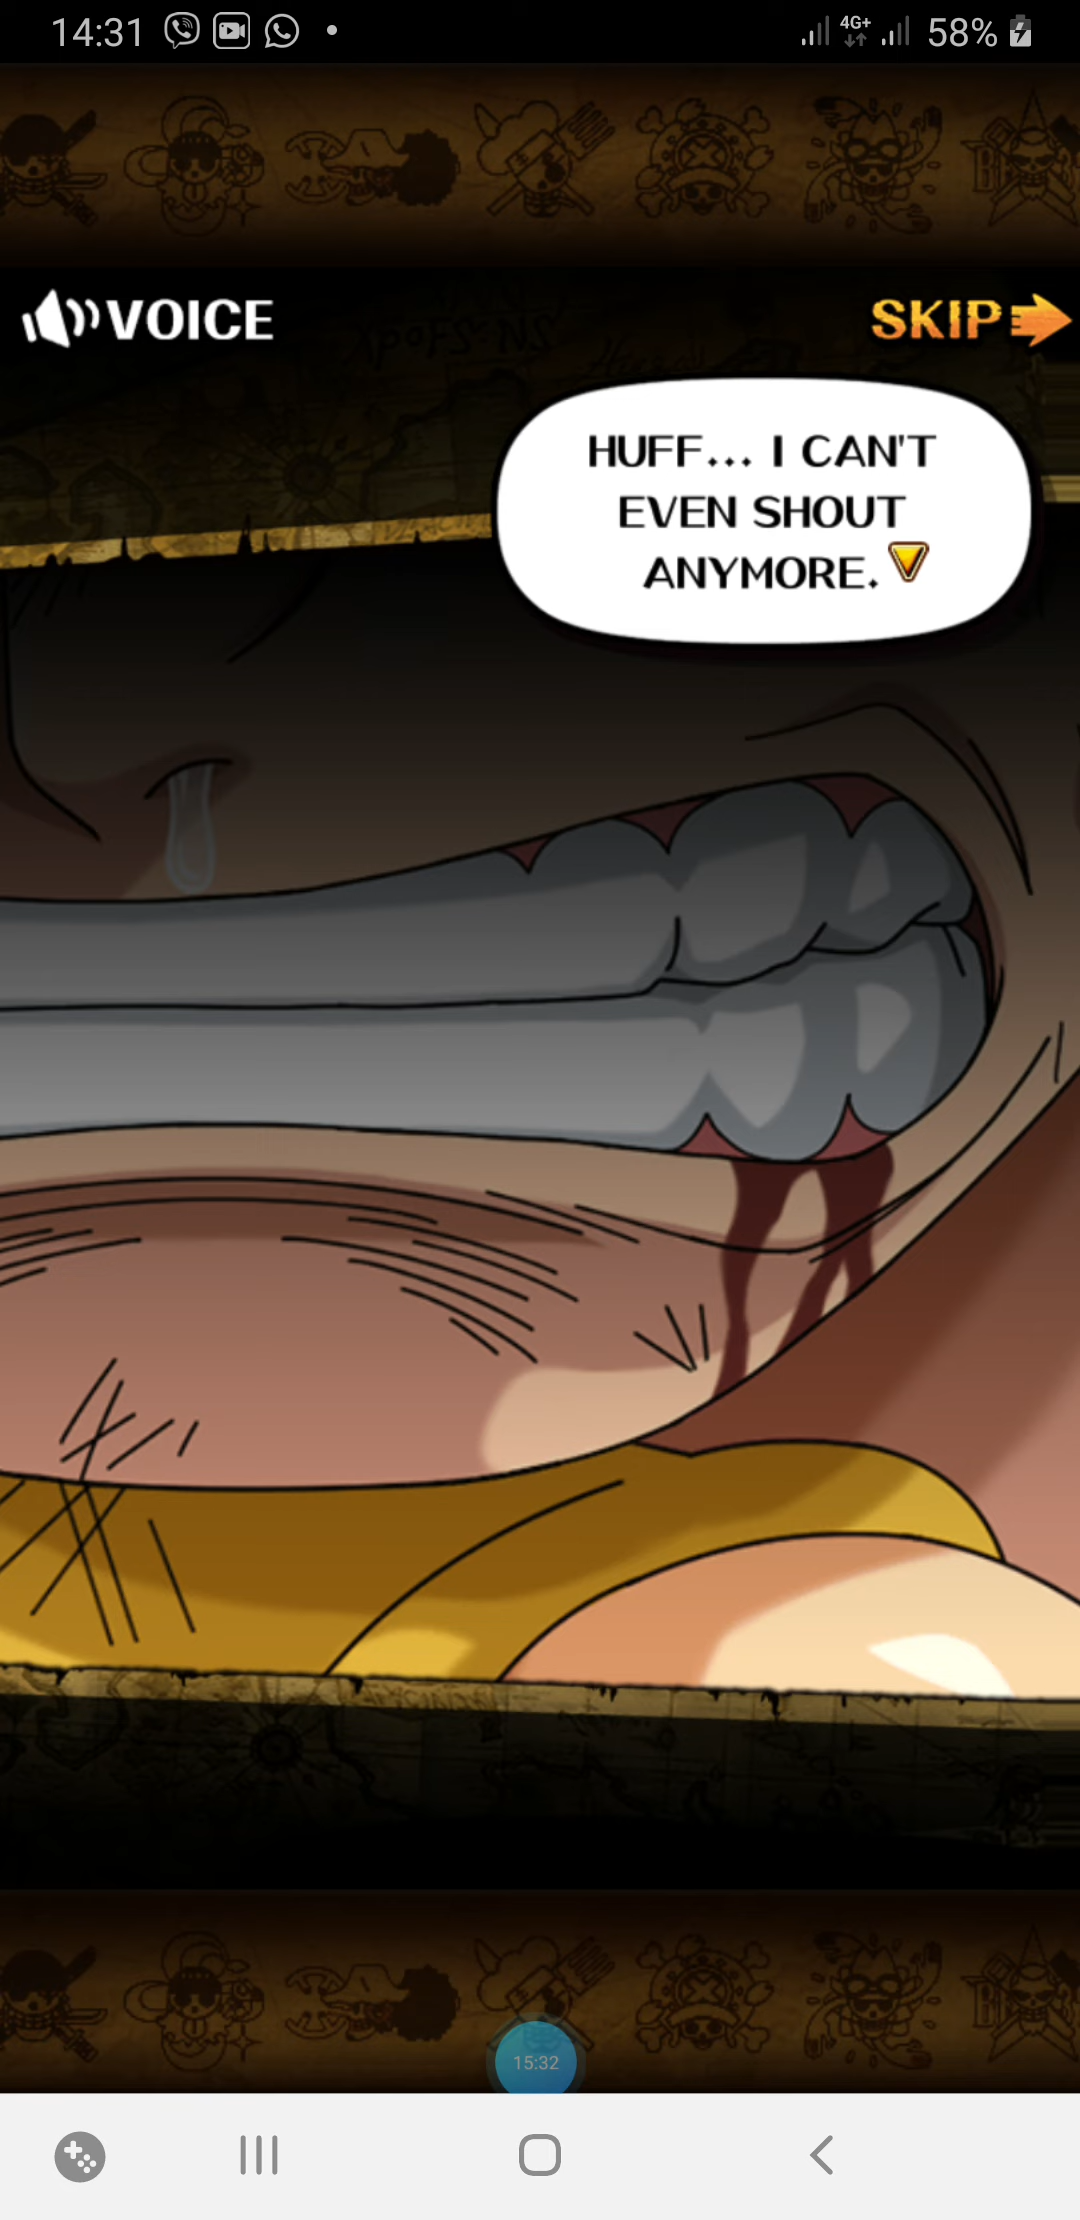 14:31
4G+
58%
VOICE
SKIP
HUFF... I CAN'T
EVEN SHOUT
ANYMORE.
15:32